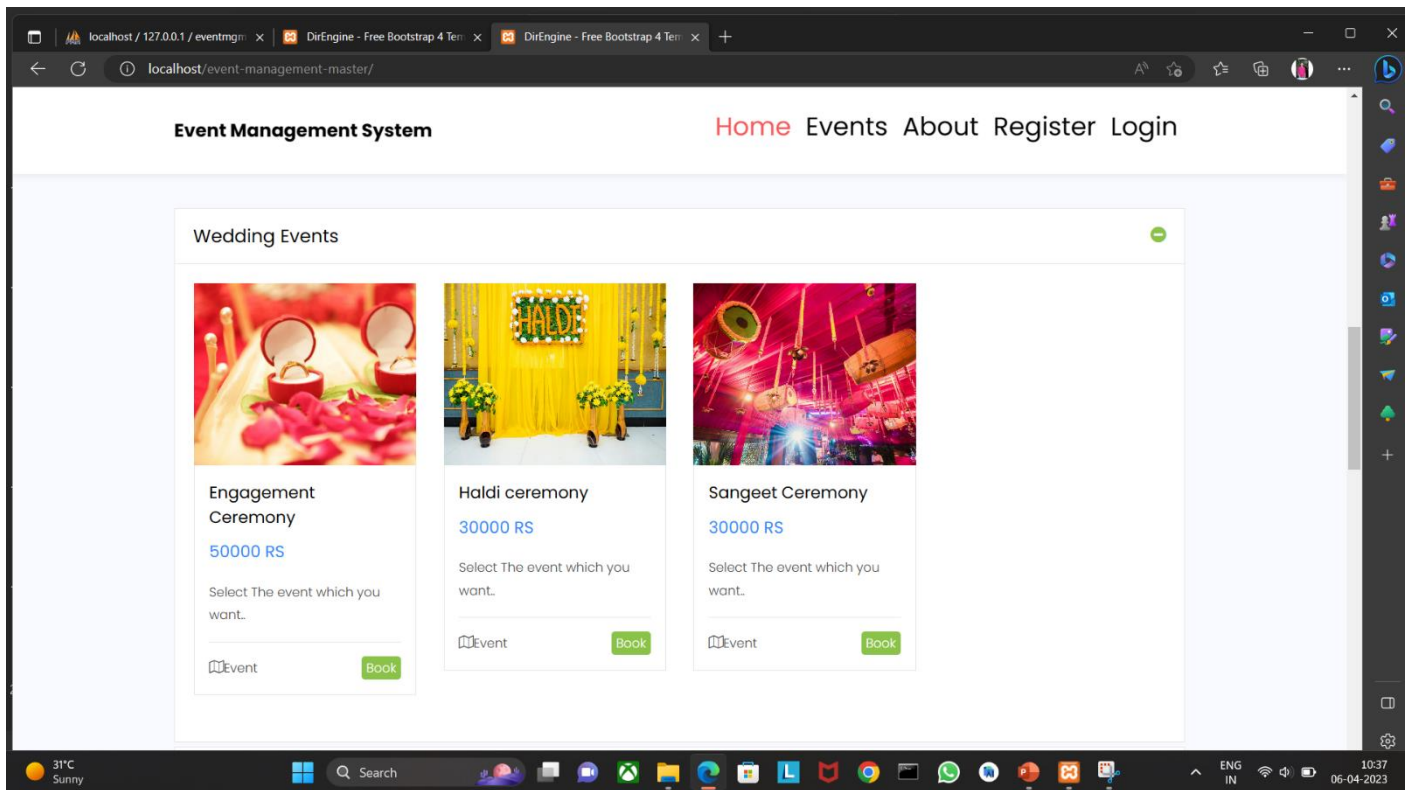 localhost / 127.0.0.1 / eventmgm
DirEngine - Free Bootstrap 4 Tem
DirEngine - Free Bootstrap 4 Tem
localhost/event-management-master/
Event Management System
Home Events About Register Login
Wedding Events
HALDI
Engagement
Ceremony
50000 RS
Select The event which you
want..
Event Book
Haldi ceremony
30000 RS
Select The event which you
want..
Event Book
Sangeet Ceremony
30000 RS
Select The event which you
want..
Event Book
31°C
Sunny
Search
ENG
IN
10:37
06-04-2023